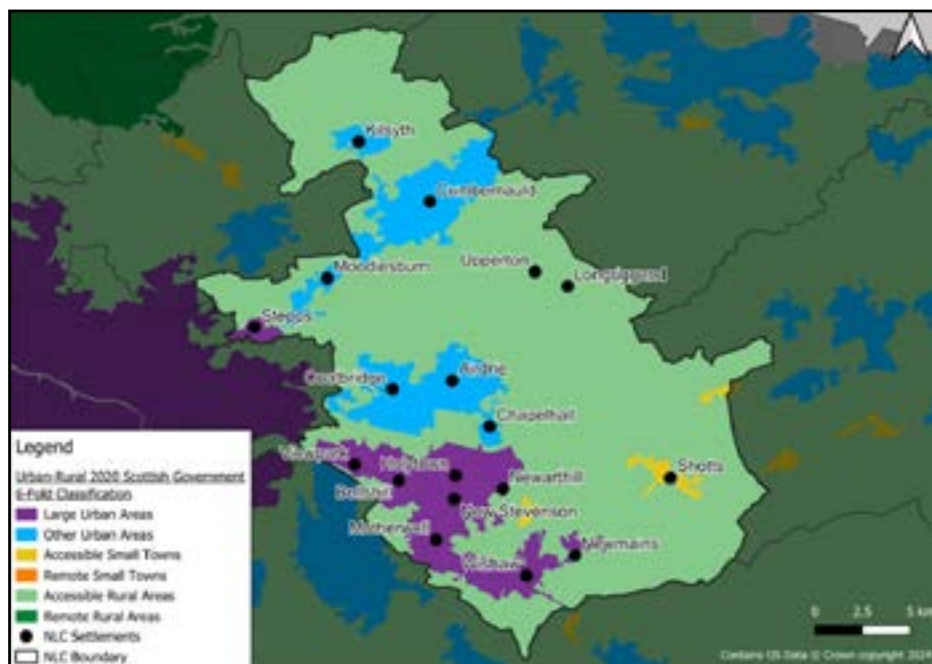 Kilsyth
Cumbernauld
Moodiesburn
Upperton
Longriggend
Stepps
Coatbridge
Airdrie
Chapelhall
Viewpark
Holytown
Newarthill
Shotts
Bellshill
New Stevenson
Motherwell
Newmains
Wishaw
Legend
Urban Rural 2020 Scottish Government
6-Fold Classification
Large Urban Areas
Other Urban Areas
Accessible Small Towns
Remote Small Towns
Accessible Rural Areas
Remote Rural Areas
NLC Settlements
NLC Boundary
0 2.5 5 km
Contains OS Data © Crown copyright 2024